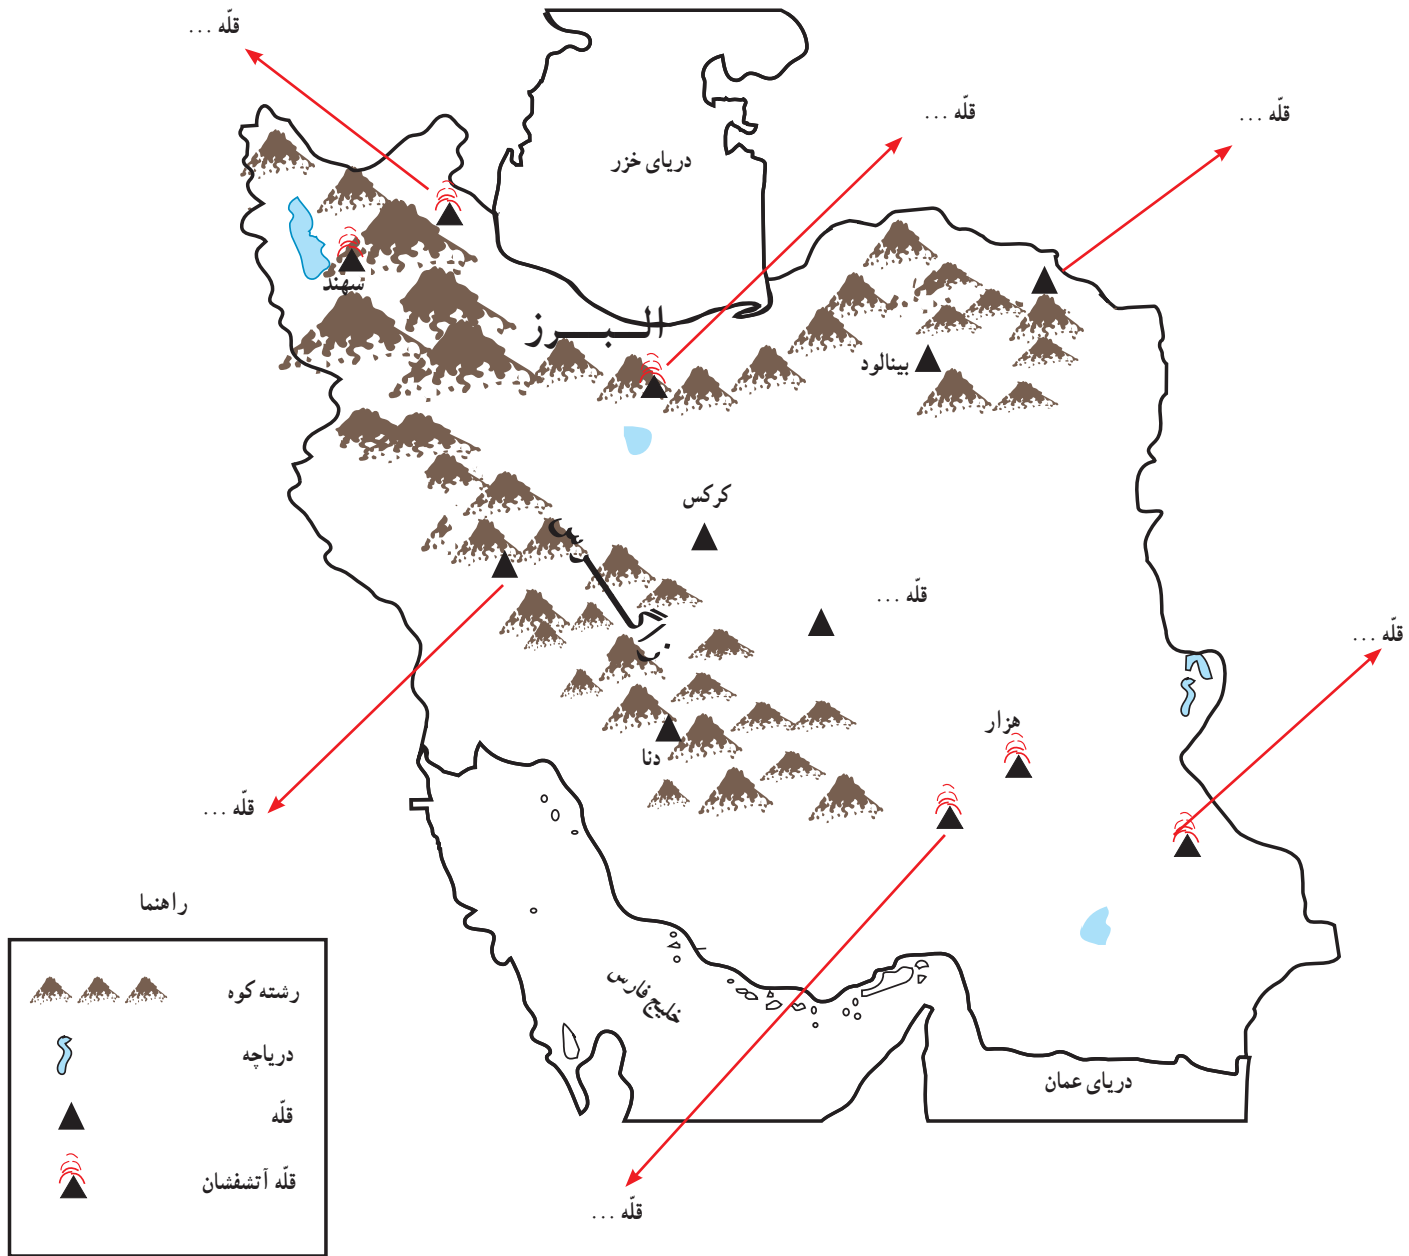 قلّه ...
قلّه ...
قلّه ...
دریای خزر
سهند
البرز
بینالود
کرکس
زاگرس
قلّه ...
قلّه ...
هزار
دنا
قلّه ...
راهنما
رشته کوه
دریاچه
قلّه
قلّه آتشفشان
خلیج فارس
دریای عمان
قلّه ...